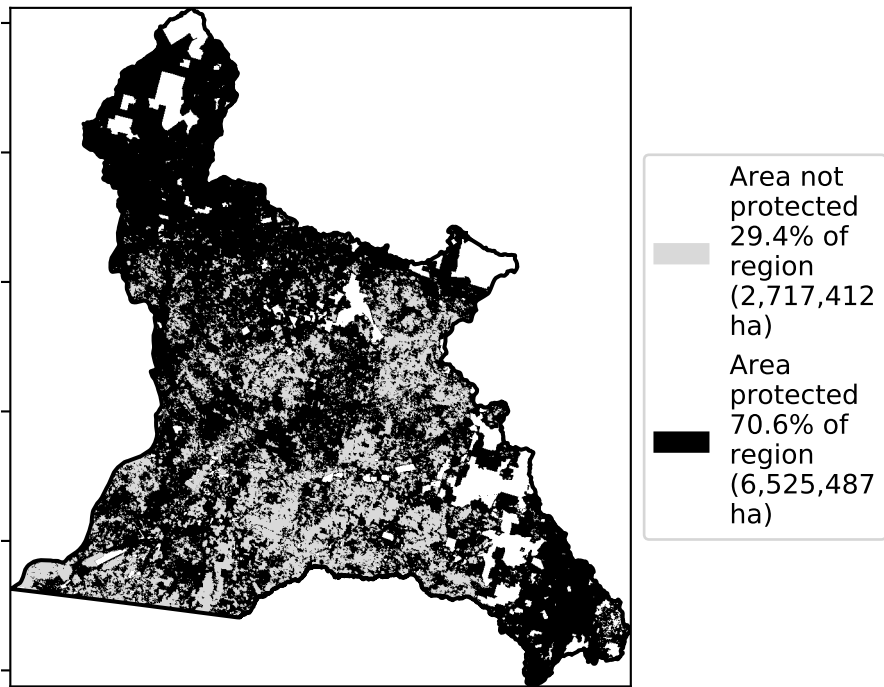 Area not
protected
29.4% of
region
(2,717,412
ha)
Area
protected
70.6% of
region
(6,525,487
ha)